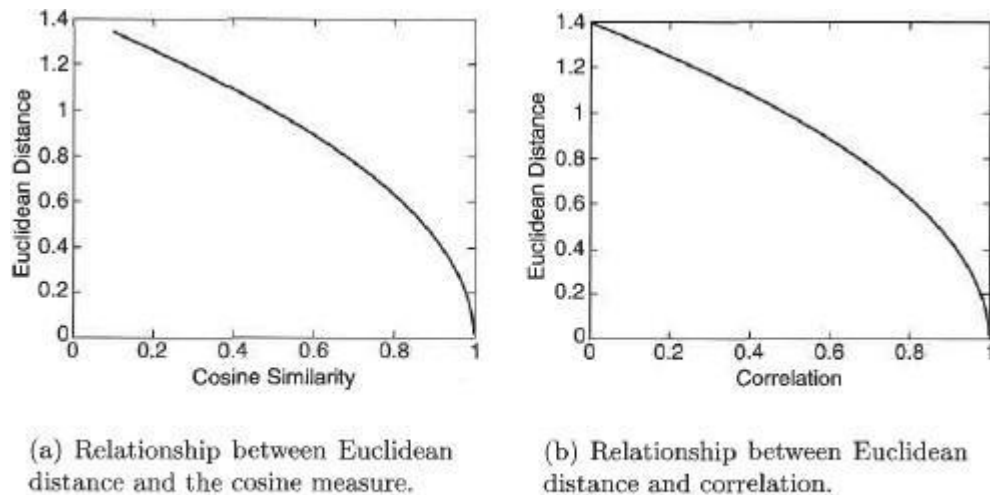 1.4
1.2
1
0.8
0.6
0.4
0.2
0
Euclidean Distance
0 0.2 0.4 0.6 0.8 1
Cosine Similarity
(a) Relationship between Euclidean
distance and the cosine measure.
1.4
1.2
1
0.8
0.6
0.4
0.2
0
Euclidean Distance
0 0.2 0.4 0.6 0.8 1
Correlation
(b) Relationship between Euclidean
distance and correlation.